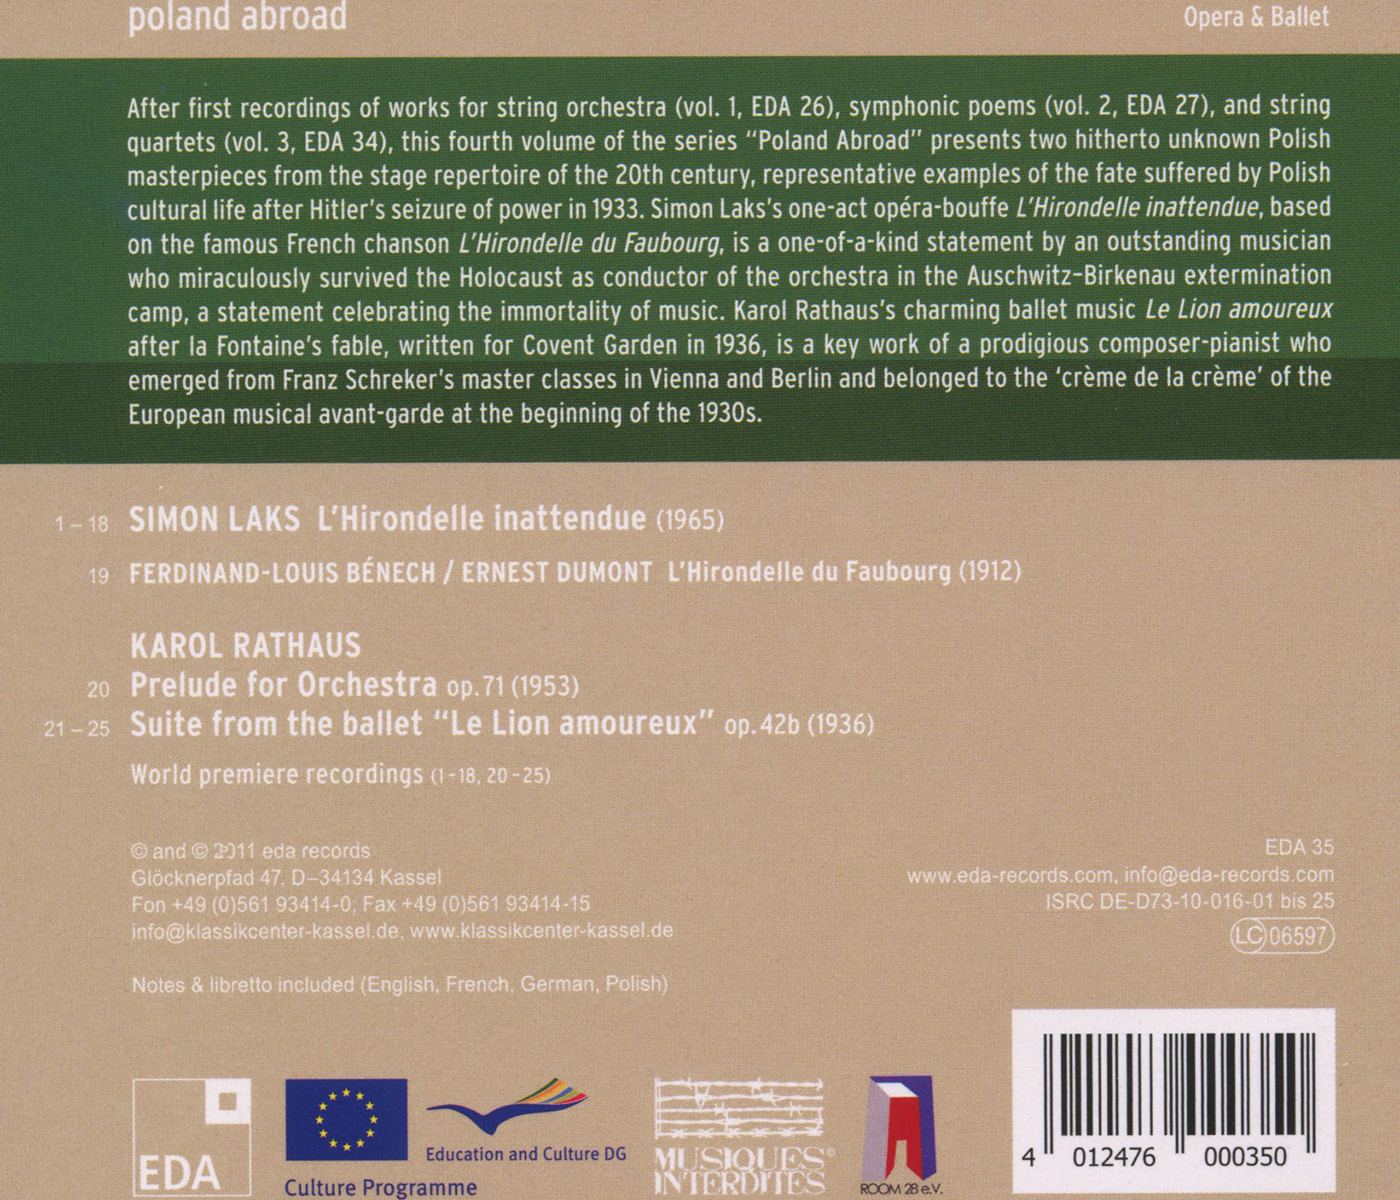 poland abroad
Opera & Ballet
After first recordings of works for string orchestra (vol. 1, EDA 26), symphonic poems (vol. 2, EDA 27), and string
quartets (vol. 3, EDA 34), this fourth volume of the series “Poland Abroad” presents two hitherto unknown Polish
masterpieces from the stage repertoire of the 20th century, representative examples of the fate suffered by Polish
cultural life after Hitler's seizure of power in 1933. Simon Laks's one-act opéra-bouffe L'Hirondelle inattendue, based
on the famous French chanson L'Hirondelle du Faubourg, is a one-of-a-kind statement by an outstanding musician
who miraculously survived the Holocaust as conductor of the orchestra in the Auschwitz-Birkenau extermination
camp, a statement celebrating the immortality of music. Karol Rathaus's charming ballet music Le Lion amoureux
after la Fontaine's fable, written for Covent Garden in 1936, is a key work of a prodigious composer-pianist who
emerged from Franz Schreker's master classes in Vienna and Berlin and belonged to the ‘crème de la crème’ of the
European musical avant-garde at the beginning of the 1930s.
1 – 18 SIMON LAKS L'Hirondelle inattendue (1965)
19 FERDINAND-LOUIS BÉNECH / ERNEST DUMONT L'Hirondelle du Faubourg (1912)
KAROL RATHAUS
20 Prelude for Orchestra op. 71 (1953)
21 – 25 Suite from the ballet “Le Lion amoureux” op. 42b (1936)
World premiere recordings (1 - 18, 20 - 25)
© and © 2011 eda records
Glöcknerpfad 47, D–34134 Kassel
Fon +49 (0)561 93414-0; Fax +49 (0)561 93414-15
info@klassikcenter-kassel.de, www.klassikcenter-kassel.de
EDA 35
www.eda-records.com, info@eda-records.com
ISRC DE-D73-10-016-01 bis 25
LC 06597
Notes & libretto included (English, French, German, Polish)
EDA
Culture Programme
Education and Culture DG
MUSIQUES®
INTERDITES
ROOM 28 e.V.
4 012476 000350